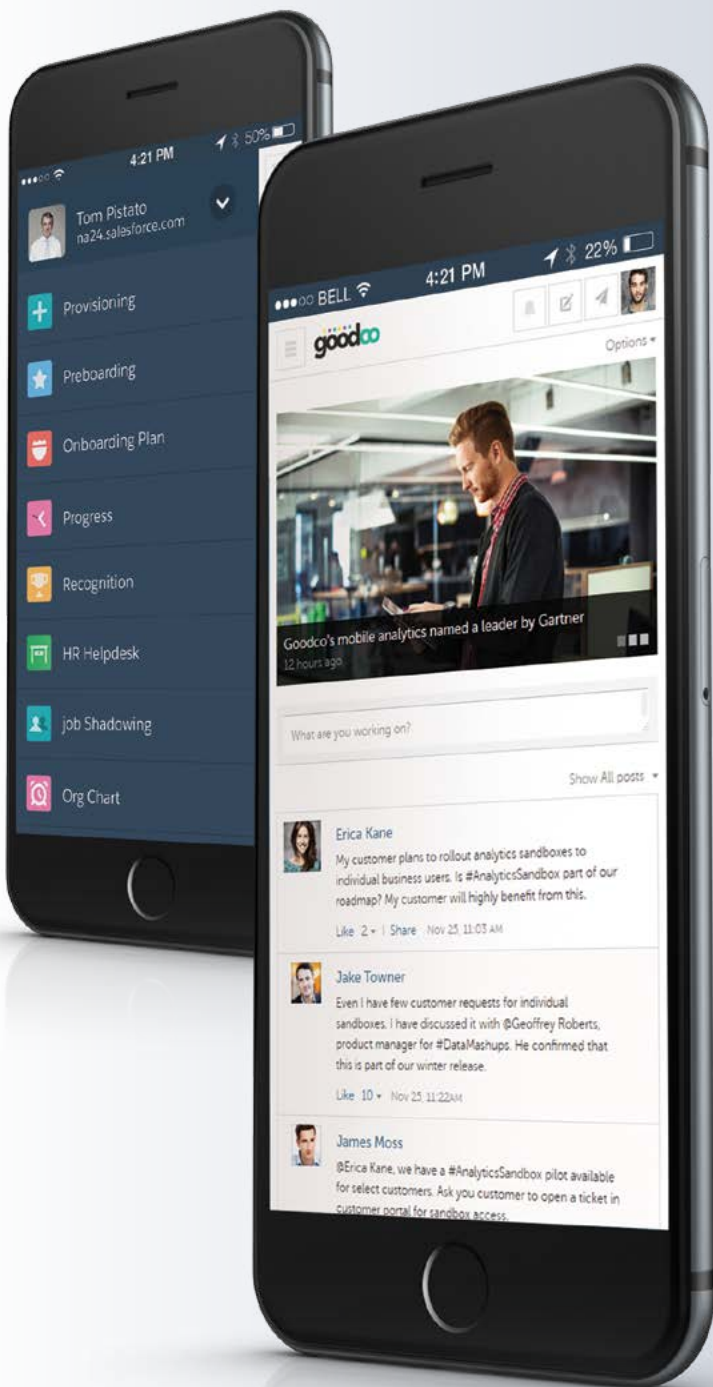 4:21 PM
50%
Tom Pistato
na24.salesforce.com
Provisioning
Preboarding
Onboarding Plan
Progress
Recognition
HR Helpdesk
job Shadowing
Org Chart
BELL
4:21 PM
22%
goodco
Options
Goodco's mobile analytics named a leader by Gartner
12 hours ago
What are you working on?
Show All posts
Erica Kane
My customer plans to rollout analytics sandboxes to
individual business users. Is #AnalyticsSandbox part of our
roadmap? My customer will highly benefit from this.
Like 2 | Share Nov 25, 11:03 AM
Jake Towner
Even I have few customer requests for individual
sandboxes. I have discussed it with @Geoffrey Roberts,
product manager for #DataMashups. He confirmed that
this is part of our winter release.
Like 10 Nov 25, 11:22AM
James Moss
@Erica Kane, we have a #AnalyticsSandbox pilot available
for select customers. Ask you customer to open a ticket in
customer portal for sandbox access.